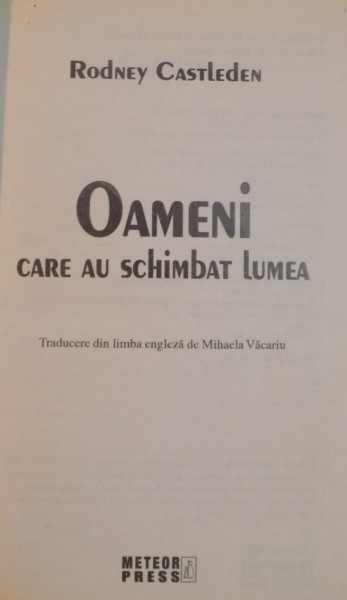 Rodney Castleden
Oameni
care au schimbat lumea
Traducere din limba engleză de Mihaela Văcariu
METEOR
PRESS